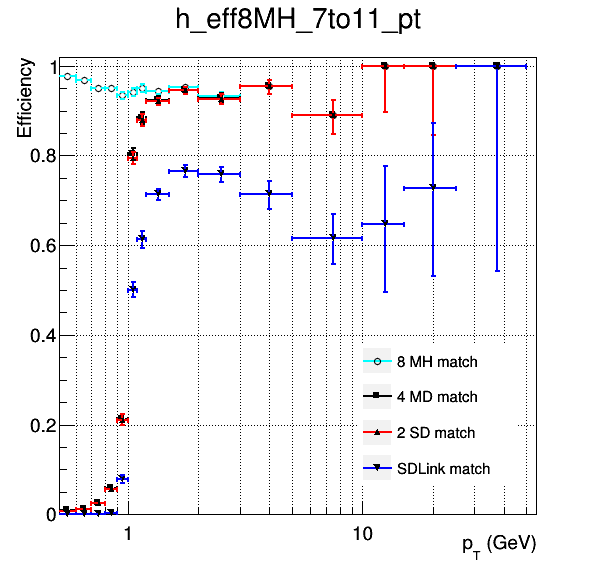 h_eff8MH_7to11_pt
Efficiency
1
0.8
0.6
0.4
0.2
0
8 MH match
4 MD match
2 SD match
SDLink match
1
10
p_T (GeV)